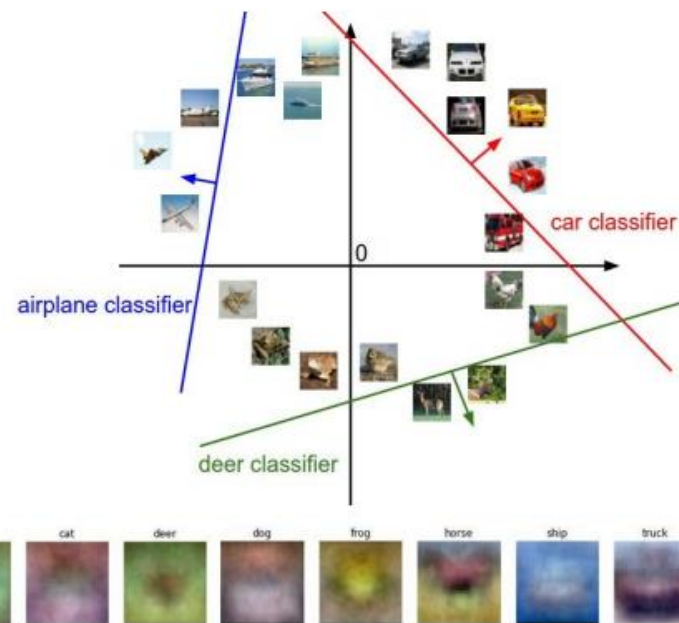 0
car classifier
airplane classifier
deer classifier
cat deer dog frog horse ship truck